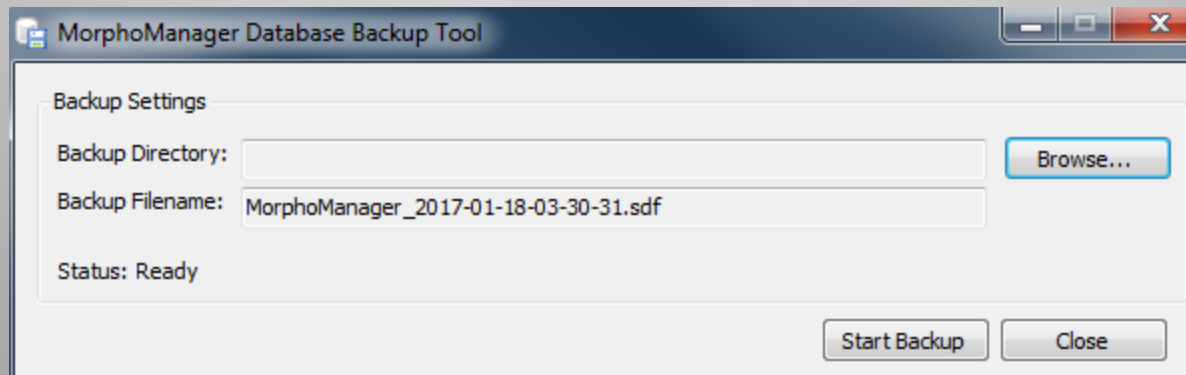 MorphoManager Database Backup Tool
Backup Settings
Backup Directory:
Browse...
Backup Filename: MorphoManager_2017-01-18-03-30-31.sdf
Status: Ready
Start Backup Close